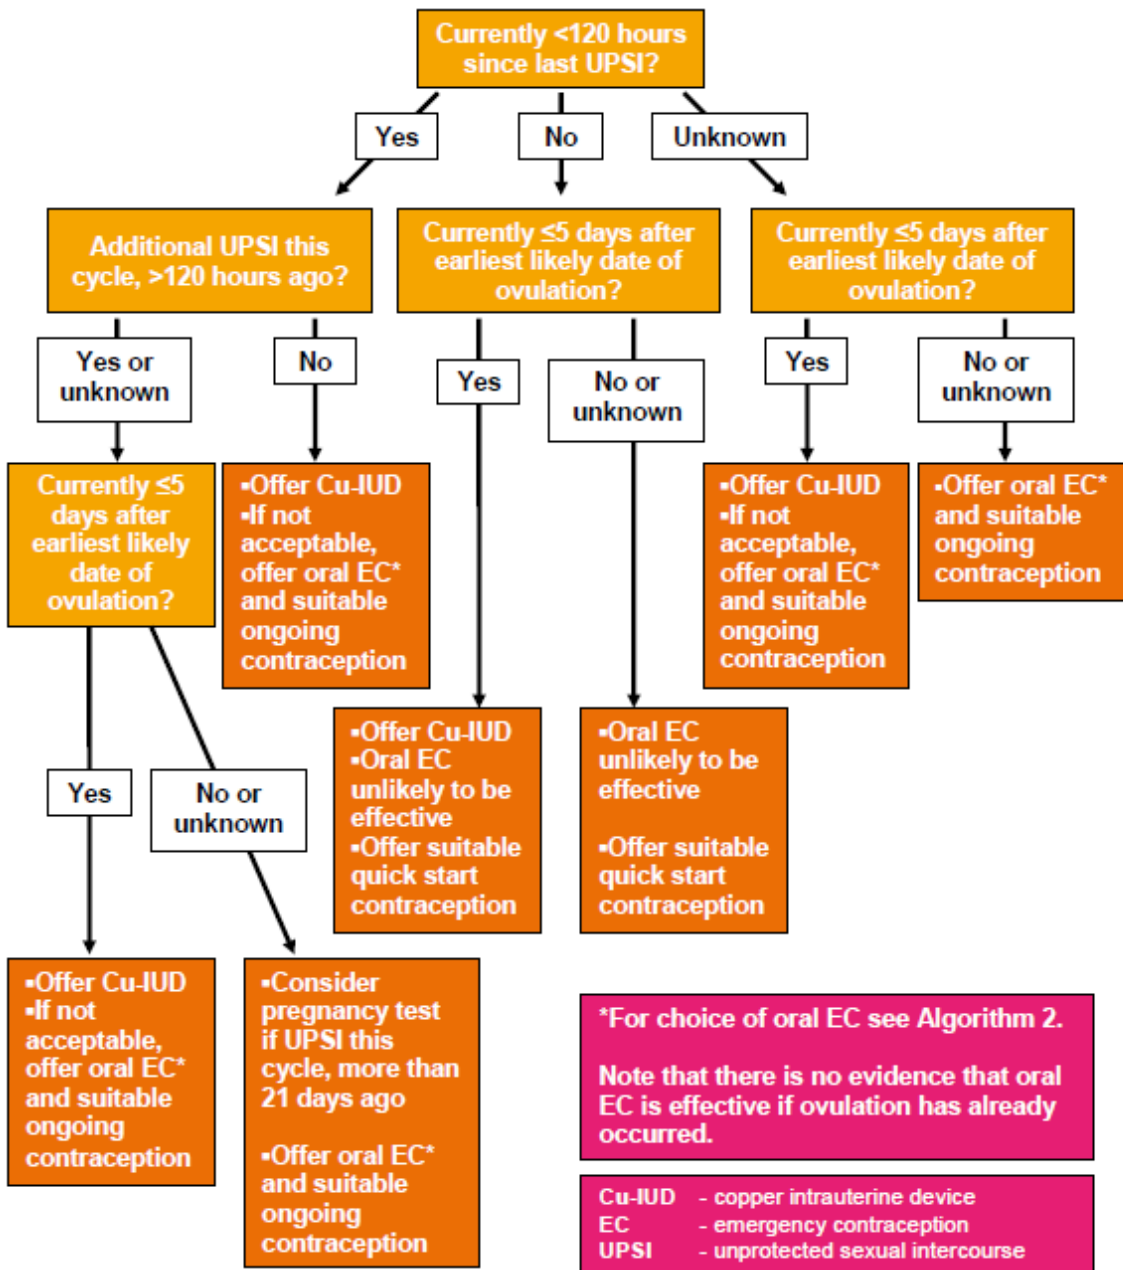 Currently <120 hours
since last UPSI?
Yes
No
Unknown
Additional UPSI this
cycle, >120 hours ago?
Currently ≤5 days after
earliest likely date of
ovulation?
Currently ≤5 days after
earliest likely date of
ovulation?
Yes or
unknown
No
Yes
No or
unknown
Yes
No or
unknown
Currently ≤5
days after
earliest likely
date of
ovulation?
▪Offer Cu-IUD
▪If not
acceptable,
offer oral EC*
and suitable
ongoing
contraception
▪Offer Cu-IUD
▪If not
acceptable,
offer oral EC*
and suitable
ongoing
contraception
▪Offer oral EC*
and suitable
ongoing
contraception
▪Offer Cu-IUD
▪Oral EC
unlikely to be
effective
▪Offer suitable
quick start
contraception
▪Oral EC
unlikely to be
effective
▪Offer suitable
quick start
contraception
Yes
No or
unknown
▪Offer Cu-IUD
▪If not
acceptable,
offer oral EC*
and suitable
ongoing
contraception
▪Consider
pregnancy test
if UPSI this
cycle, more than
21 days ago
▪Offer oral EC*
and suitable
ongoing
contraception
*For choice of oral EC see Algorithm 2.
Note that there is no evidence that oral
EC is effective if ovulation has already
occurred.
Cu-IUD - copper intrauterine device
EC - emergency contraception
UPSI - unprotected sexual intercourse